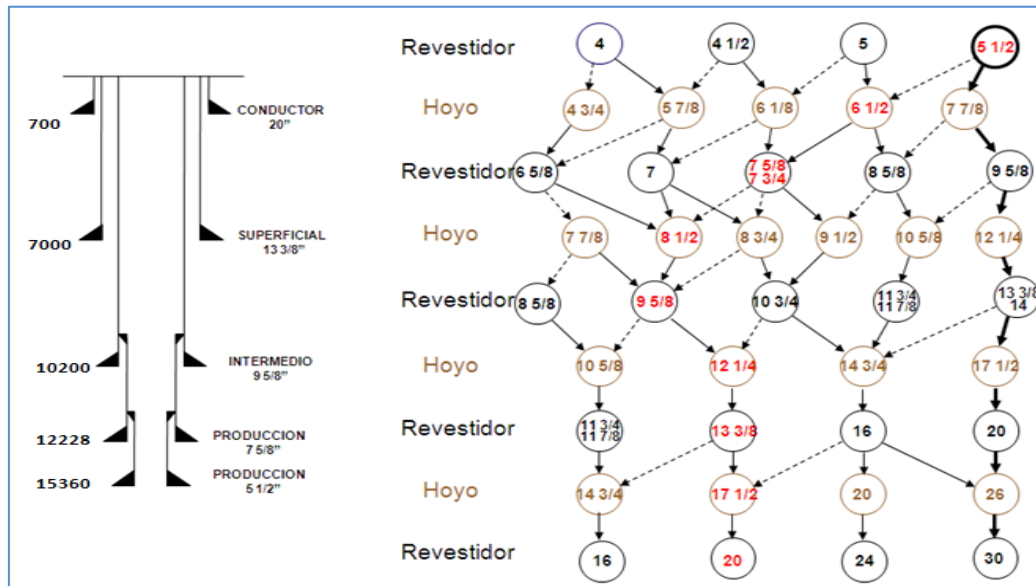 700
CONDUCTOR
20"
7000
SUPERFICIAL
13 3/8"
10200
INTERMEDIO
9 5/8"
12228
PRODUCCION
7 5/8"
15360
PRODUCCION
5 1/2"
Revestidor 4 4 1/2 5 5 1/2
Hoyo 4 3/4 5 7/8 6 1/8 6 1/2 7 7/8
Revestidor 6 5/8 7 7 5/8 7 3/4 8 5/8 9 5/8
Hoyo 7 7/8 8 1/2 8 3/4 9 1/2 10 5/8 12 1/4
Revestidor 8 5/8 9 5/8 10 3/4 11 3/4 11 7/8 13 3/8 14
Hoyo 10 5/8 12 1/4 14 3/4 17 1/2
Revestidor 11 3/4 11 7/8 13 3/8 16 20
Hoyo 14 3/4 17 1/2 20 26
Revestidor 16 20 24 30